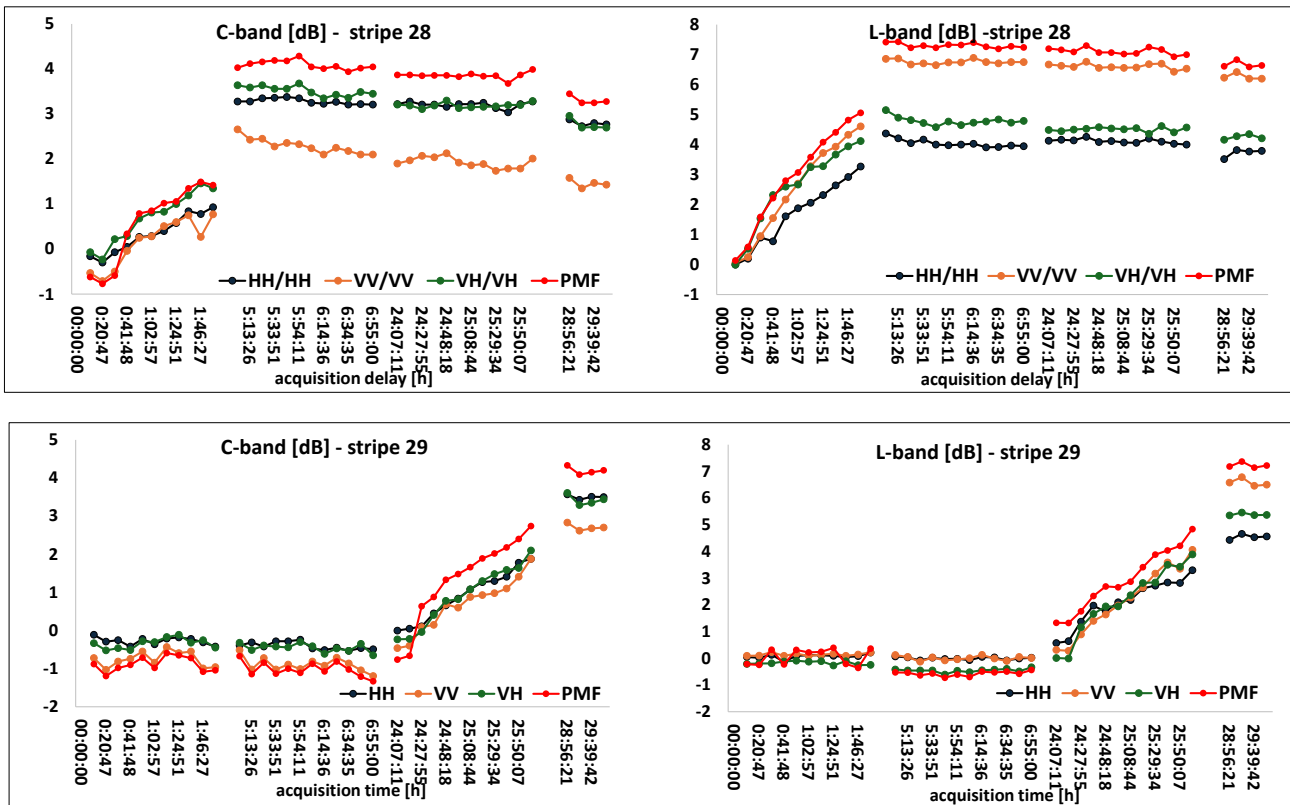 C-band [dB] -  stripe 28
5
4
3
2
1
0
-1
HH/HH VV/VV VH/VH PMF
00:00:00 0:20:47 0:41:48 1:02:57 1:24:51 1:46:27 5:13:26 5:33:51 5:54:11 6:14:36 6:34:35 6:55:00 24:07:11 24:27:55 24:48:18 25:08:44 25:29:34 25:50:07 28:56:21 29:39:42
acquisition delay [h]
L-band [dB] -stripe 28
8
7
6
5
4
3
2
1
0
-1
HH/HH VV/VV VH/VH PMF
00:00:00 0:20:47 0:41:48 1:02:57 1:24:51 1:46:27 5:13:26 5:33:51 5:54:11 6:14:36 6:34:35 6:55:00 24:07:11 24:27:55 24:48:18 25:08:44 25:29:34 25:50:07 28:56:21 29:39:42
acquisition delay [h]
C-band [dB] - stripe 29
5
4
3
2
1
0
-1
-2
HH VV VH PMF
00:00:00 0:20:47 0:41:48 1:02:57 1:24:51 1:46:27 5:13:26 5:33:51 5:54:11 6:14:36 6:34:35 6:55:00 24:07:11 24:27:55 24:48:18 25:08:44 25:29:34 25:50:07 28:56:21 29:39:42
acquisition time [h]
L-band [dB] - stripe 29
8
7
6
5
4
3
2
1
0
-1
-2
HH VV VH PMF
00:00:00 0:20:47 0:41:48 1:02:57 1:24:51 1:46:27 5:13:26 5:33:51 5:54:11 6:14:36 6:34:35 6:55:00 24:07:11 24:27:55 24:48:18 25:08:44 25:29:34 25:50:07 28:56:21 29:39:42
acquisition time [h]